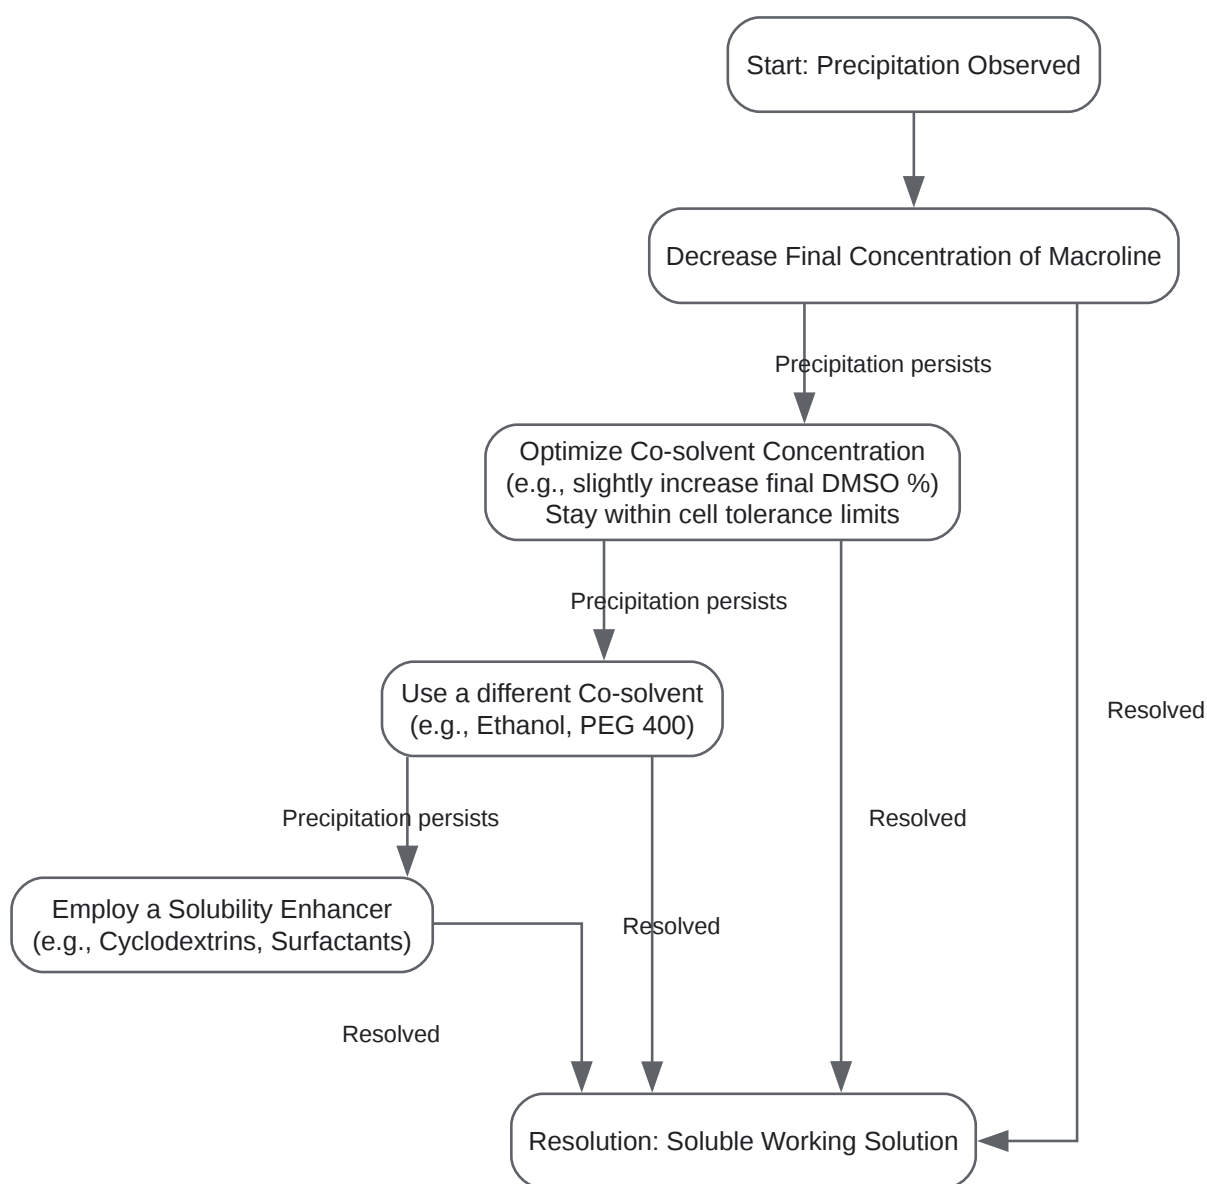 Start: Precipitation Observed
Decrease Final Concentration of Macroline
Precipitation persists
Optimize Co-solvent Concentration
(e.g., slightly increase final DMSO %)
Stay within cell tolerance limits
Precipitation persists
Use a different Co-solvent
(e.g., Ethanol, PEG 400)
Resolved
Precipitation persists
Resolved
Employ a Solubility Enhancer
(e.g., Cyclodextrins, Surfactants)
Resolved
Resolved
Resolution: Soluble Working Solution